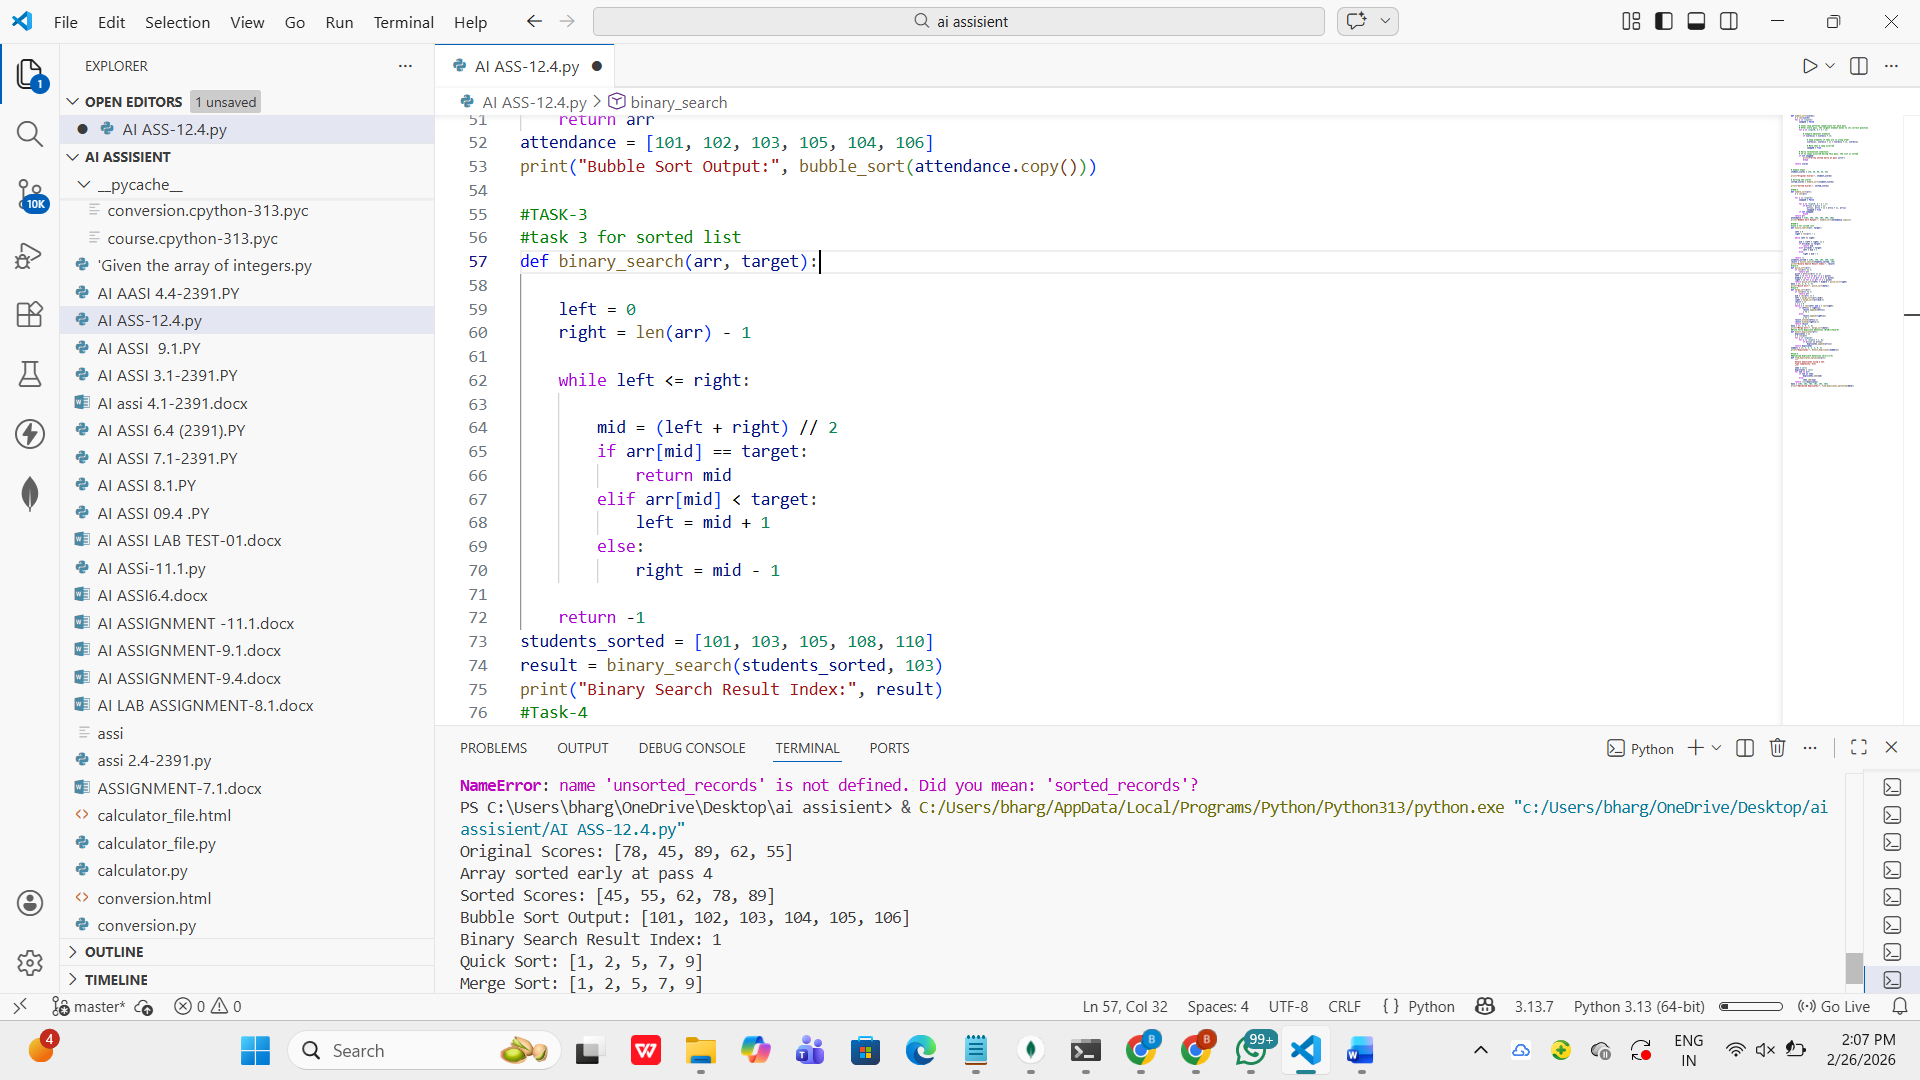 File Edit Selection View Go Run Terminal Help
ai assisient
EXPLORER
OPEN EDITORS 1 unsaved
AI ASS-12.4.py
AI ASSISIENT
__pycache__
conversion.cpython-313.pyc
course.cpython-313.pyc
'Given the array of integers.py
AI AASI 4.4-2391.PY
AI ASS-12.4.py
AI ASSI  9.1.PY
AI ASSI 3.1-2391.PY
AI assi 4.1-2391.docx
AI ASSI 6.4 (2391).PY
AI ASSI 7.1-2391.PY
AI ASSI 8.1.PY
AI ASSI 09.4 .PY
AI ASSI LAB TEST-01.docx
AI ASSi-11.1.py
AI ASSI6.4.docx
AI ASSIGNMENT -11.1.docx
AI ASSIGNMENT-9.1.docx
AI ASSIGNMENT-9.4.docx
AI LAB ASSIGNMENT-8.1.docx
assi
assi 2.4-2391.py
ASSIGNMENT-7.1.docx
calculator_file.html
calculator_file.py
calculator.py
conversion.html
conversion.py
OUTLINE
TIMELINE
1
10K
AI ASS-12.4.py
AI ASS-12.4.py > binary_search
51 return arr
52 attendance = [101, 102, 103, 105, 104, 106]
53 print("Bubble Sort Output:", bubble_sort(attendance.copy()))
54
55 #TASK-3
56 #task 3 for sorted list
57 def binary_search(arr, target):
58
59 left = 0
60 right = len(arr) - 1
61
62 while left <= right:
63
64 mid = (left + right) // 2
65 if arr[mid] == target:
66 return mid
67 elif arr[mid] < target:
68 left = mid + 1
69 else:
70 right = mid - 1
71
72 return -1
73 students_sorted = [101, 103, 105, 108, 110]
74 result = binary_search(students_sorted, 103)
75 print("Binary Search Result Index:", result)
76 #Task-4
PROBLEMS OUTPUT DEBUG CONSOLE TERMINAL PORTS
Python
NameError: name 'unsorted_records' is not defined. Did you mean: 'sorted_records'?
PS C:\Users\bharg\OneDrive\Desktop\ai assisient> & C:/Users/bharg/AppData/Local/Programs/Python/Python313/python.exe "c:/Users/bharg/OneDrive/Desktop/ai
assisient/AI ASS-12.4.py"
Original Scores: [78, 45, 89, 62, 55]
Array sorted early at pass 4
Sorted Scores: [45, 55, 62, 78, 89]
Bubble Sort Output: [101, 102, 103, 104, 105, 106]
Binary Search Result Index: 1
Quick Sort: [1, 2, 5, 7, 9]
Merge Sort: [1, 2, 5, 7, 9]
master* 0 0 Ln 57, Col 32 Spaces: 4 UTF-8 CRLF { } Python 3.13.7 Python 3.13 (64-bit) Go Live
4 Search 99+ ENG IN 2:07 PM 2/26/2026